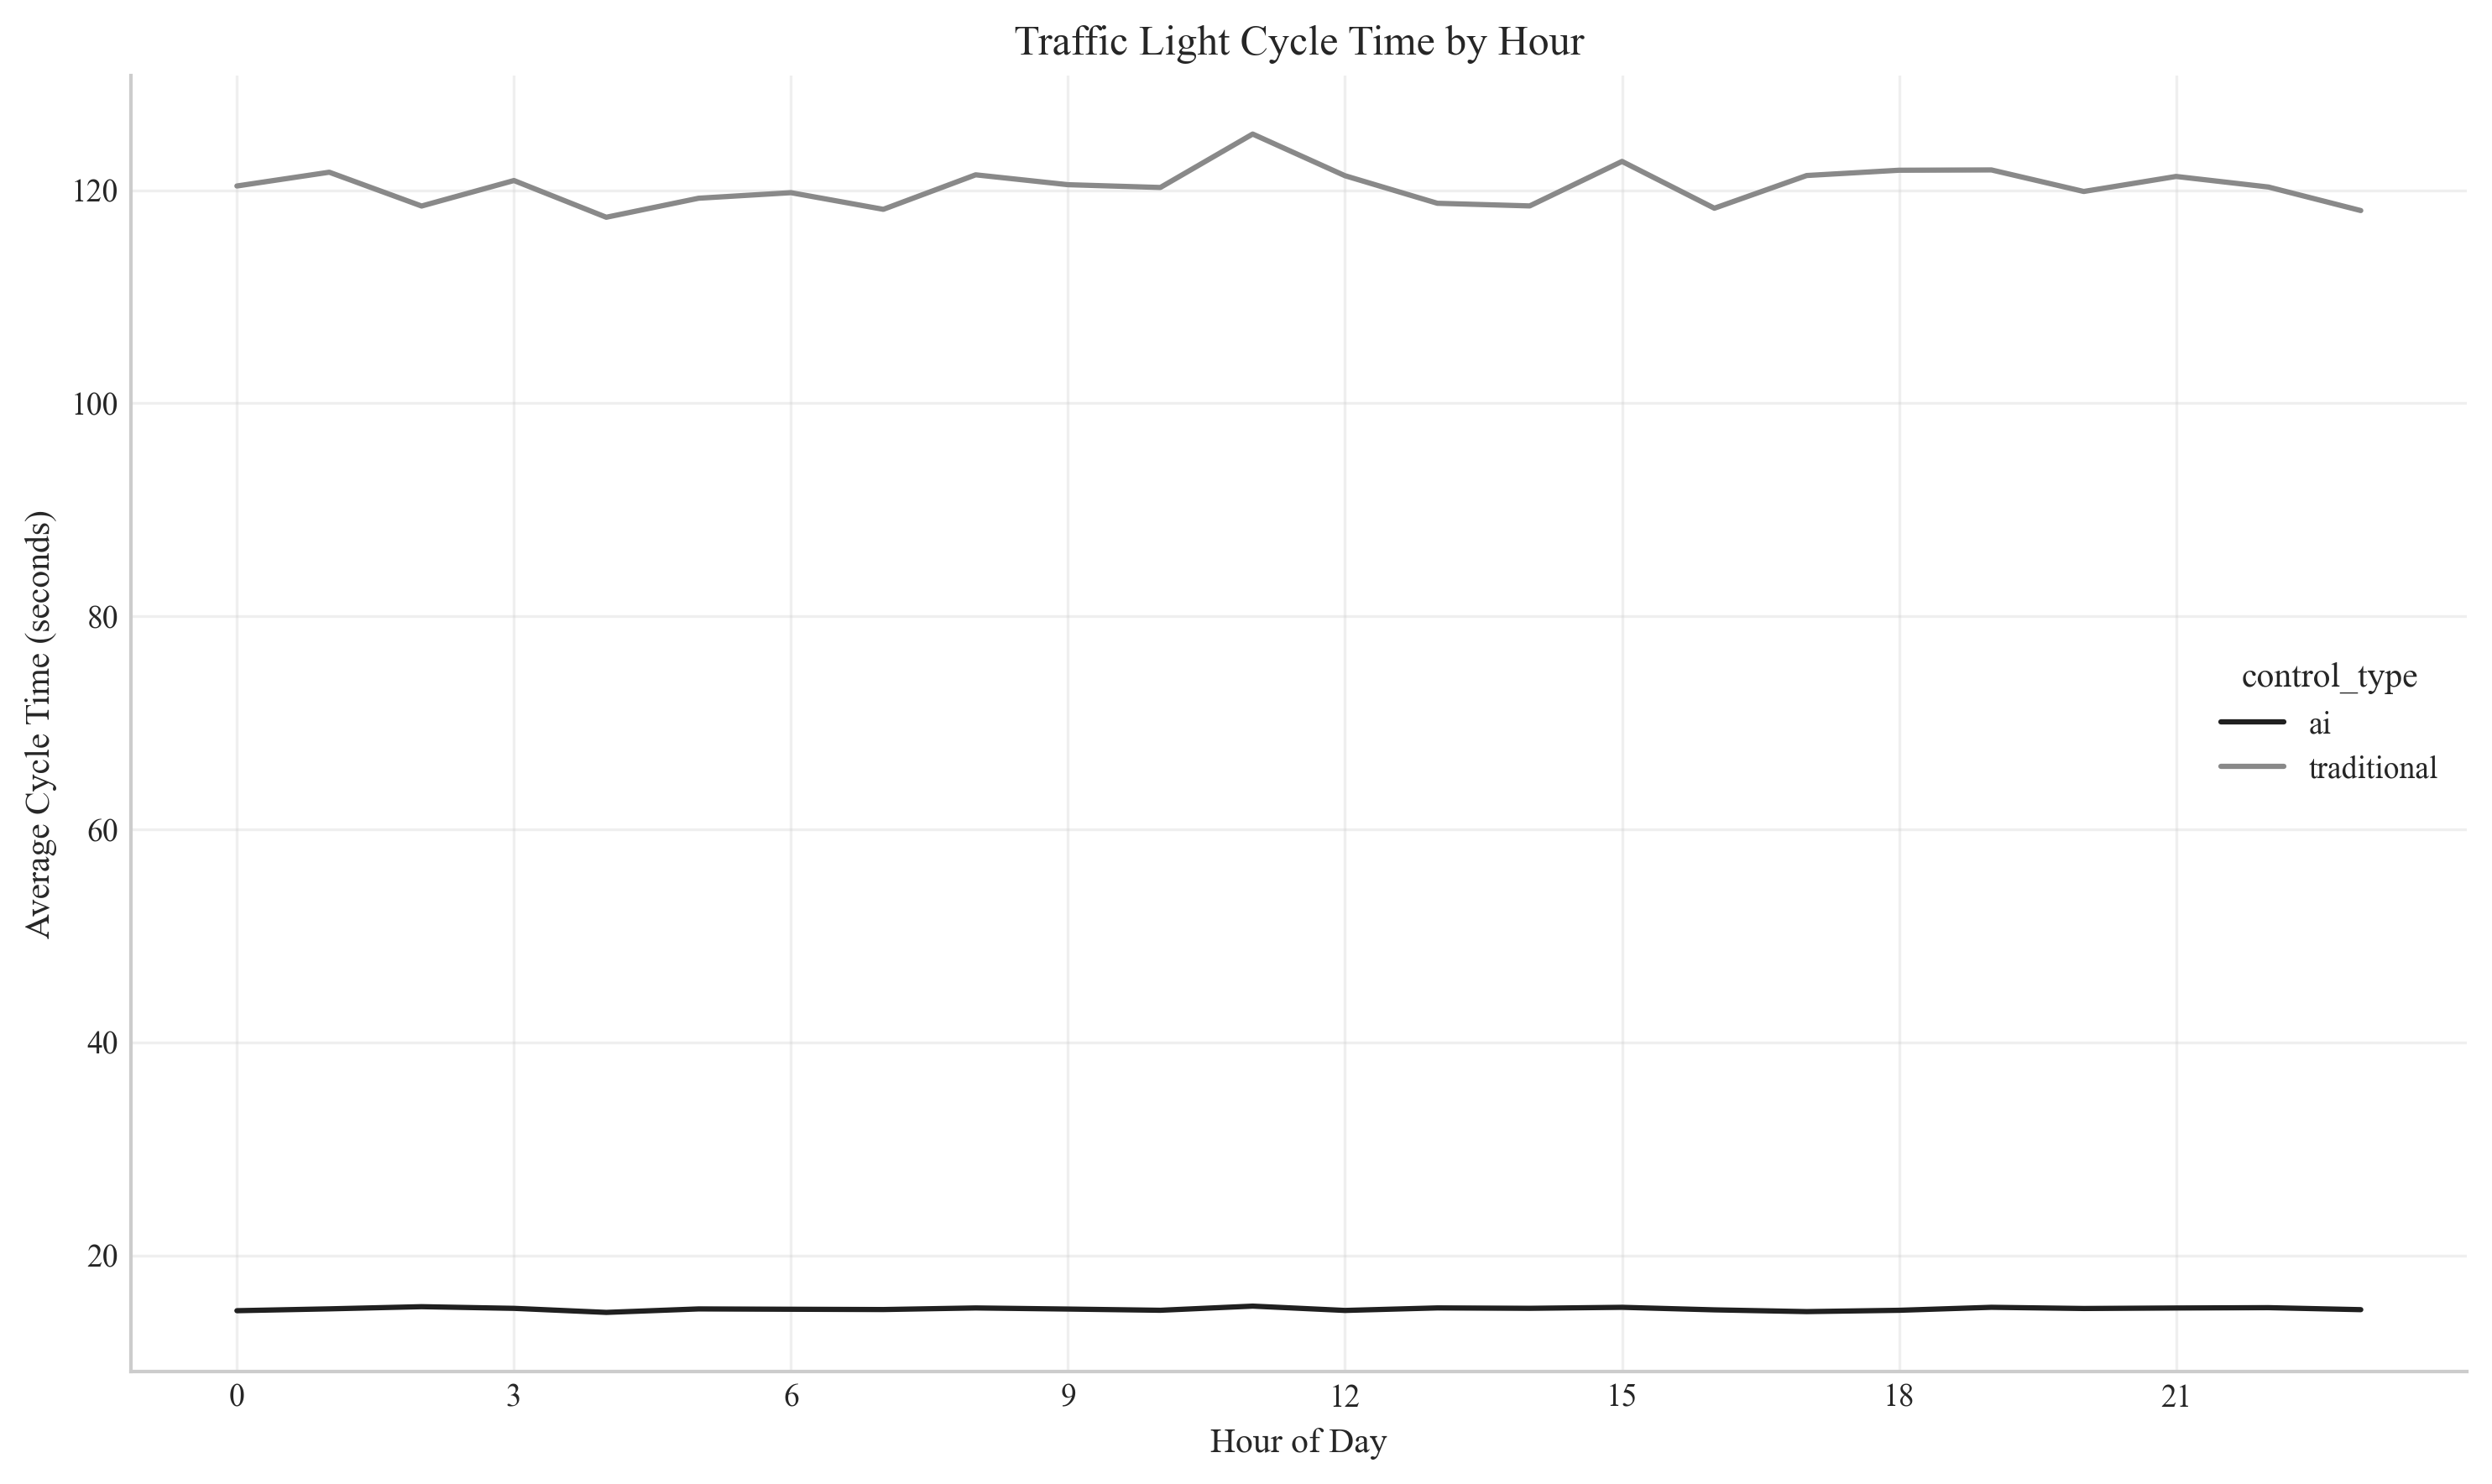 Traffic Light Cycle Time by Hour
Average Cycle Time (seconds)
120
100
80
60
40
20
control_type
ai
traditional
0 3 6 9 12 15 18 21
Hour of Day